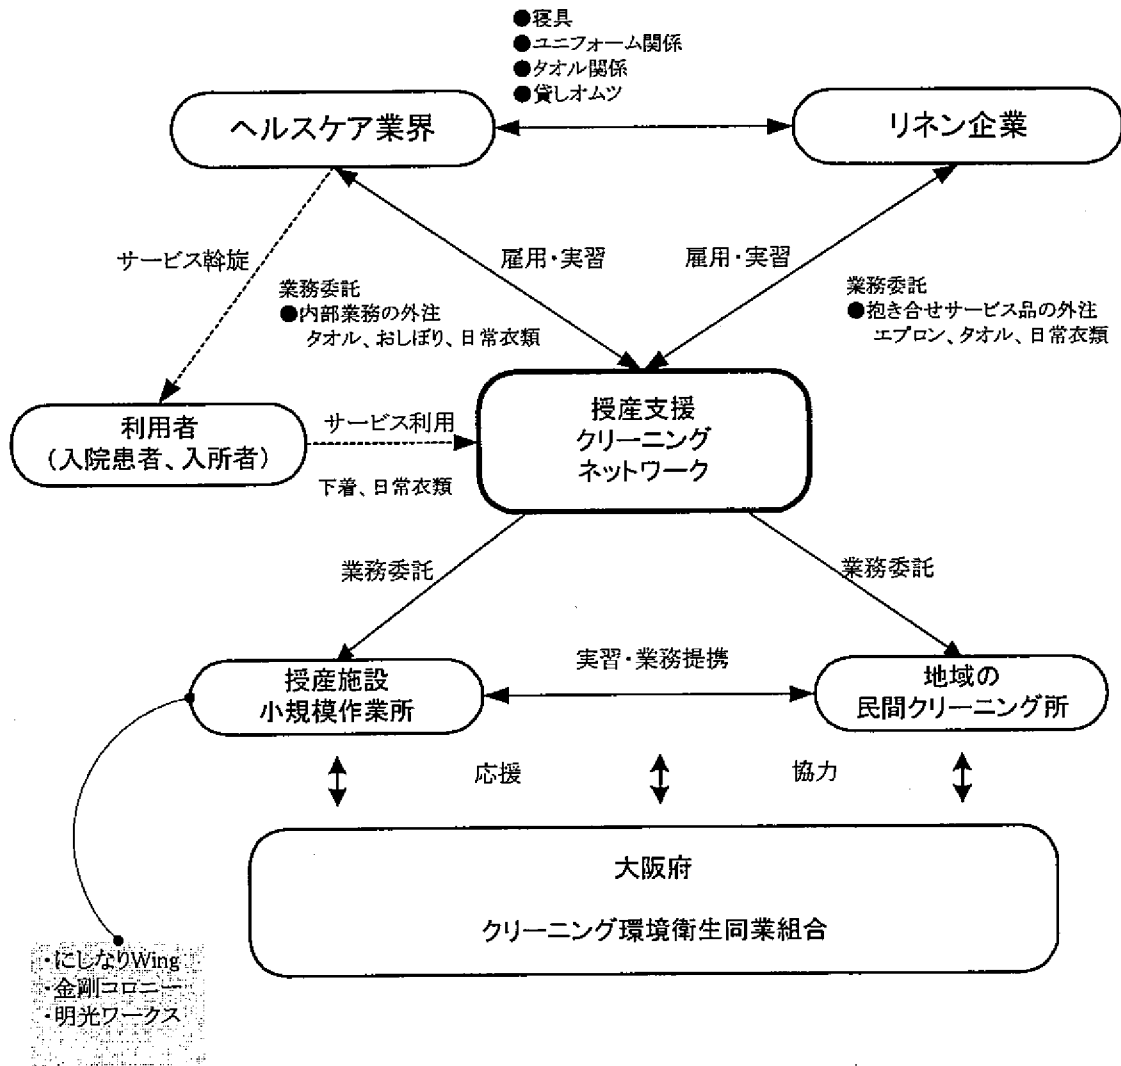 ●寝具
●ユニフォーム関係
●タオル関係
●貸しオムツ
ヘルスケア業界
リネン企業
サービス斡旋
雇用・実習
雇用・実習
業務委託
●内部業務の外注
タオル、おしぼり、日常衣類
業務委託
●抱き合せサービス品の外注
エプロン、タオル、日常衣類
利用者
（入院患者、入所者）
サービス利用
下着、日常衣類
授産支援
クリーニング
ネットワーク
業務委託
業務委託
授産施設
小規模作業所
実習・業務提携
地域の
民間クリーニング所
応援
協力
大阪府
クリーニング環境衛生同業組合
・にしなりWing
・金剛コロニー
・明光ワークス